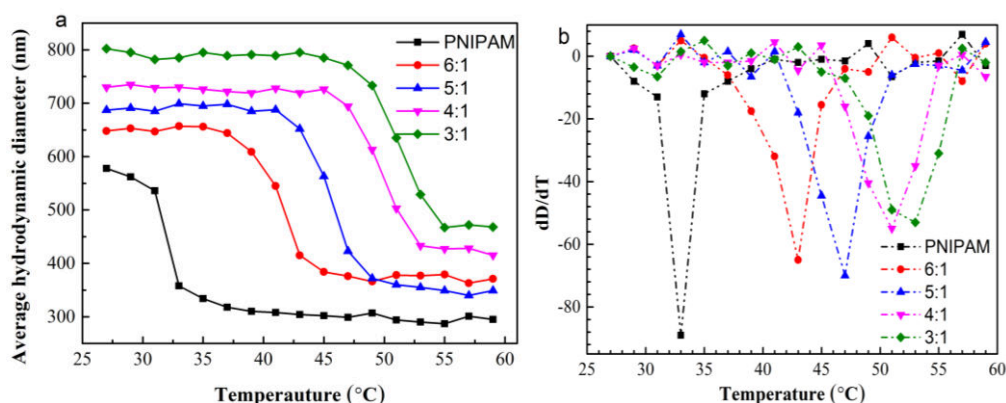 a
Average hydrodynamic diameter (nm)
800
700
600
500
400
300
25 30 35 40 45 50 55 60
Temperauture (°C)
PNIPAM
6:1
5:1
4:1
3:1
b
dD/dT
0
-20
-40
-60
-80
25 30 35 40 45 50 55 60
Temperature (°C)
PNIPAM
6:1
5:1
4:1
3:1